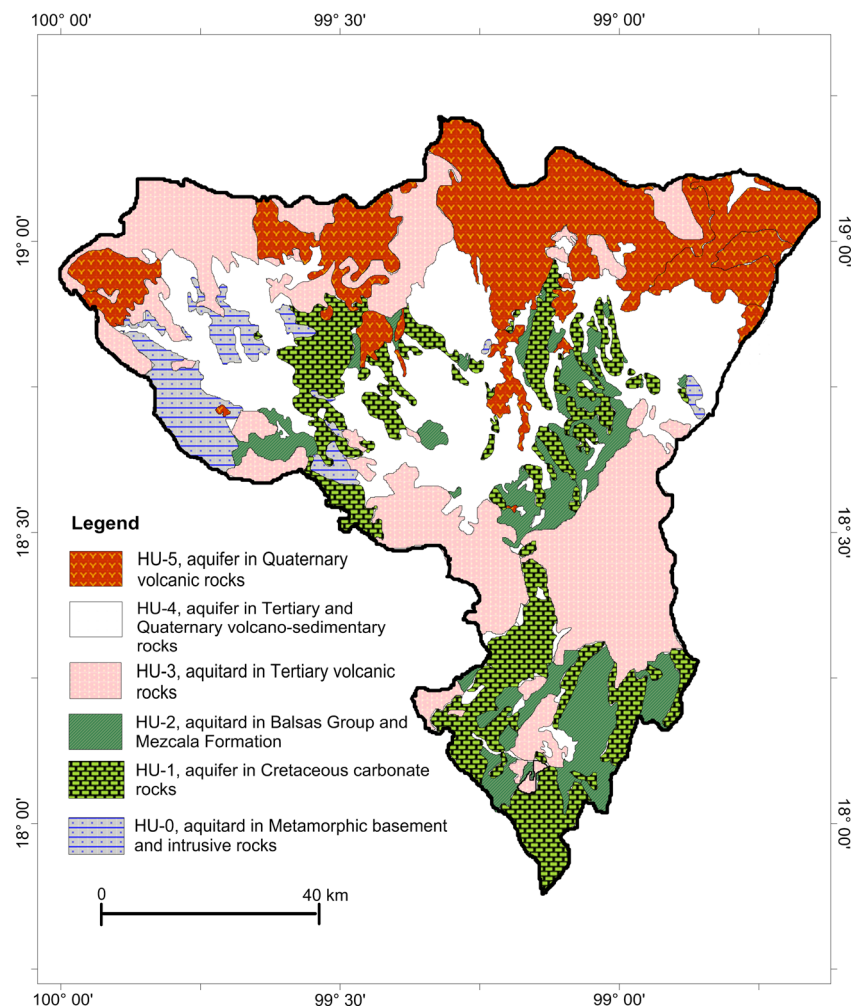 100° 00'
99° 30'
99° 00'
19° 00'
19° 00'
Legend
18° 30'
18° 30'
HU-5, aquifer in Quaternary
volcanic rocks
HU-4, aquifer in Tertiary and
Quaternary volcano-sedimentary
rocks
HU-3, aquitard in Tertiary volcanic
rocks
HU-2, aquitard in Balsas Group and
Mezcala Formation
HU-1, aquifer in Cretaceous carbonate
rocks
HU-0, aquitard in Metamorphic basement
and intrusive rocks
18° 00'
18° 00'
0
40 km
100° 00'
99° 30'
99° 00'